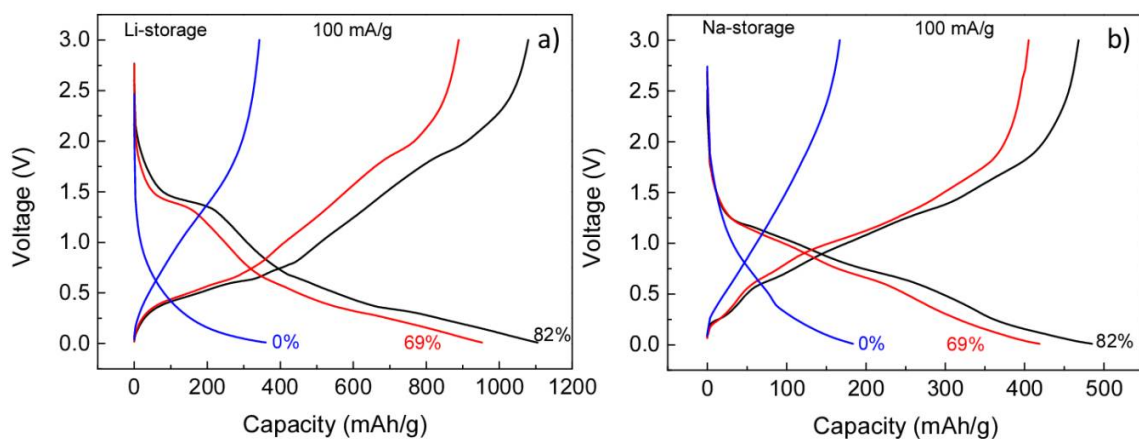 Li-storage 100 mA/g a)
3.0
2.5
2.0
1.5
1.0
0.5
0.0
Voltage (V)
0% 69% 82%
0 200 400 600 800 1000 1200
Capacity (mAh/g)
Na-storage 100 mA/g b)
3.0
2.5
2.0
1.5
1.0
0.5
0.0
Voltage (V)
0% 69% 82%
0 100 200 300 400 500
Capacity (mAh/g)